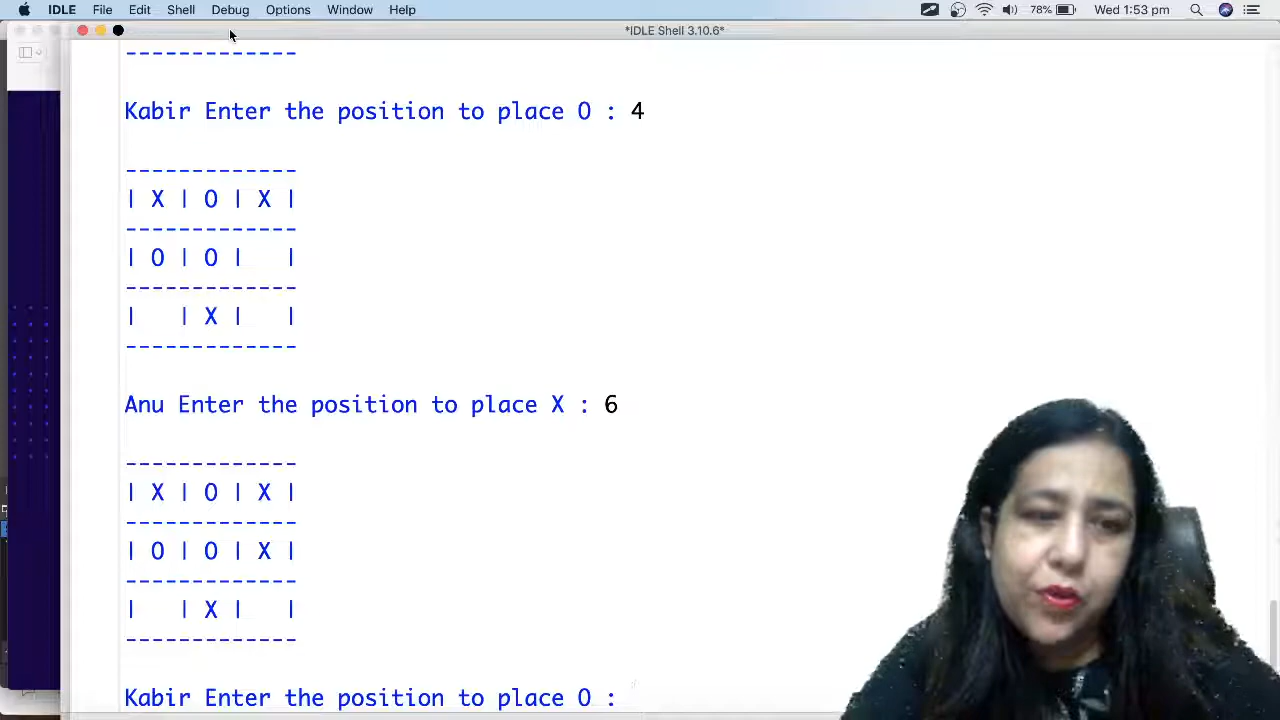 IDLE File Edit Shell Debug Options Window Help 78% Wed 1:53 pm
*IDLE Shell 3.10.6*
-------------
Kabir Enter the position to place O : 4
-------------
| X | O | X |
-------------
| O | O |   |
-------------
|   | X |   |
-------------
Anu Enter the position to place X : 6
-------------
| X | O | X |
-------------
| O | O | X |
-------------
|   | X |   |
-------------
Kabir Enter the position to place O :